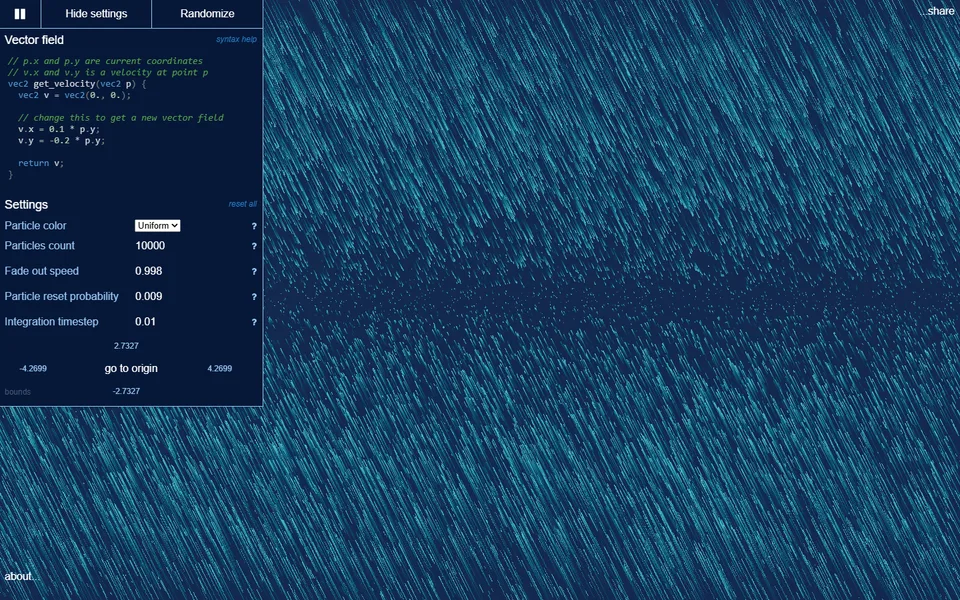 Hide settings
Randomize
...share
Vector field
syntax help
// p.x and p.y are current coordinates
// v.x and v.y is a velocity at point p
vec2 get_velocity(vec2 p) {
  vec2 v = vec2(0., 0.);
  // change this to get a new vector field
  v.x = 0.1 * p.y;
  v.y = -0.2 * p.y;
  return v;
}
Settings
reset all
Particle color
Uniform
?
Particles count
10000
?
Fade out speed
0.998
?
Particle reset probability
0.009
?
Integration timestep
0.01
?
2.7327
-4.2699
go to origin
4.2699
bounds
-2.7327
about...